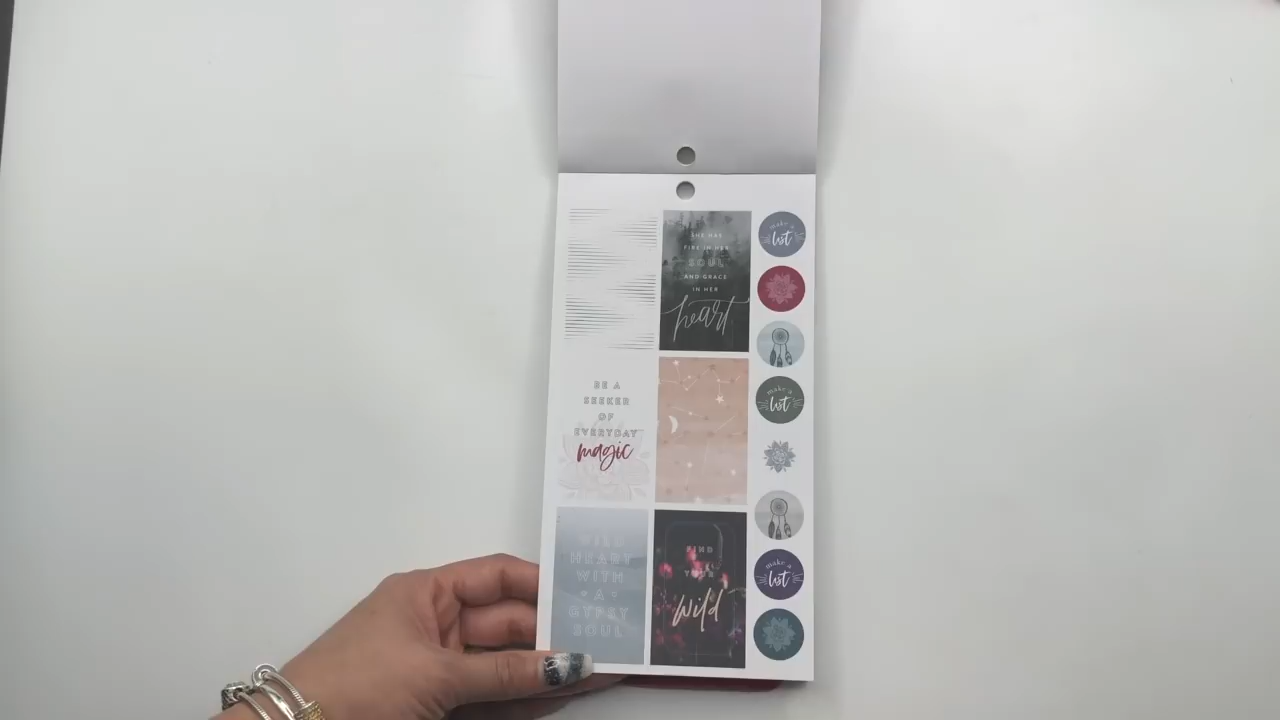 SHE HAS
FIRE IN HER
SOUL
AND GRACE
IN HER
heart
BE A
SEEKER
OF
EVERYDAY
magic
WILD
HEART
WITH
A
GYPSY
SOUL
FIND
YOUR
Wild
make a
list
make a
list
make a
list